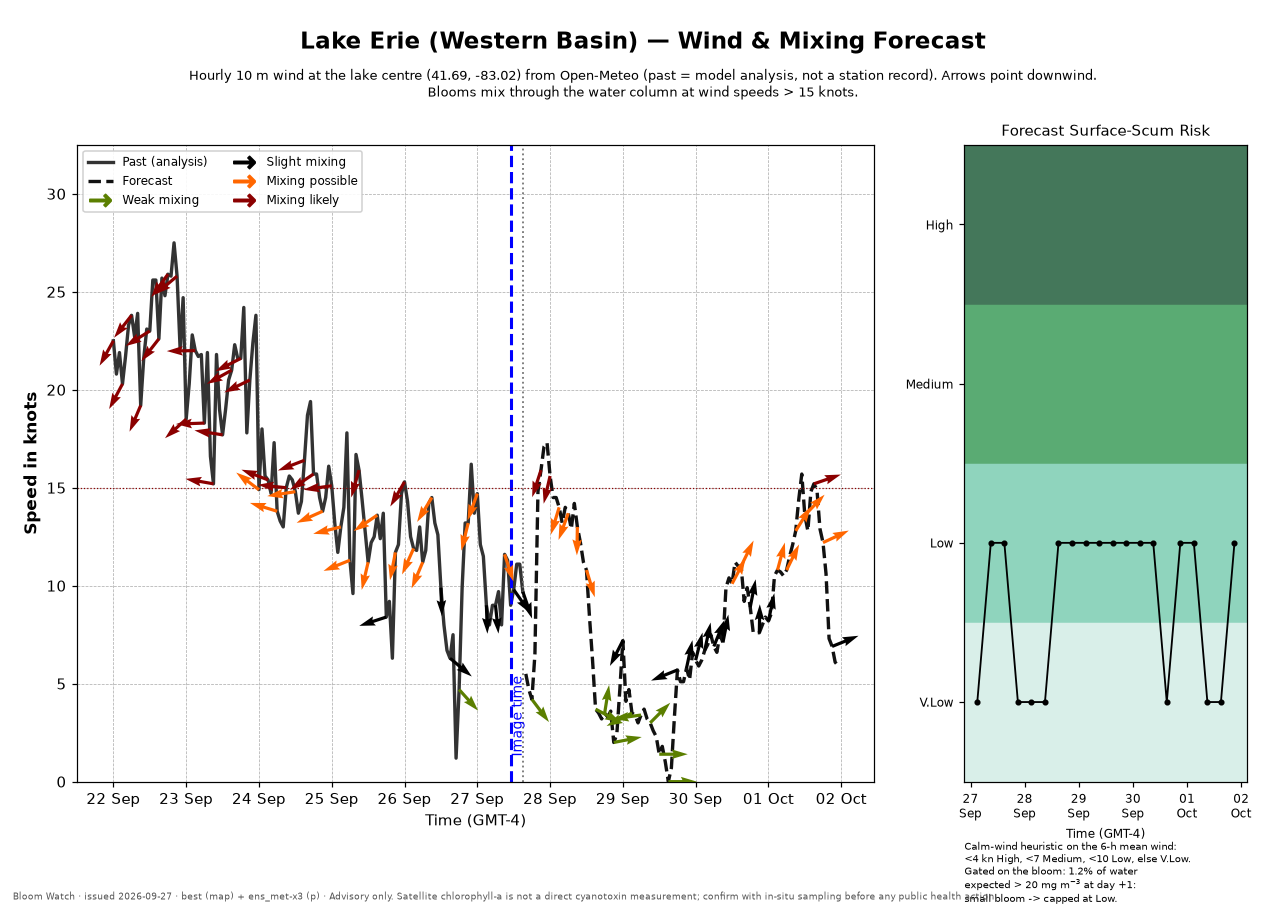 Lake Erie (Western Basin) — Wind & Mixing Forecast
Hourly 10 m wind at the lake centre (41.69, -83.02) from Open-Meteo (past = model analysis, not a station record). Arrows point downwind.
Blooms mix through the water column at wind speeds > 15 knots.
Past (analysis)
Forecast
Weak mixing
Slight mixing
Mixing possible
Mixing likely
Speed in knots
30
25
20
15
10
5
0
Image time
22 Sep 23 Sep 24 Sep 25 Sep 26 Sep 27 Sep 28 Sep 29 Sep 30 Sep 01 Oct 02 Oct
Time (GMT-4)
Forecast Surface-Scum Risk
High
Medium
Low
V.Low
27 28 29 30 01 02
Sep Sep Sep Sep Oct Oct
Time (GMT-4)
Calm-wind heuristic on the 6-h mean wind:
<4 kn High, <7 Medium, <10 Low, else V.Low.
Gated on the bloom: 1.2% of water
expected > 20 mg m⁻³ at day +1:
small bloom -> capped at Low.
Bloom Watch · issued 2026-09-27 · best (map) + ens_met-x3 (p) · Advisory only. Satellite chlorophyll-a is not a direct cyanotoxin measurement; confirm with in-situ sampling before any public health action.